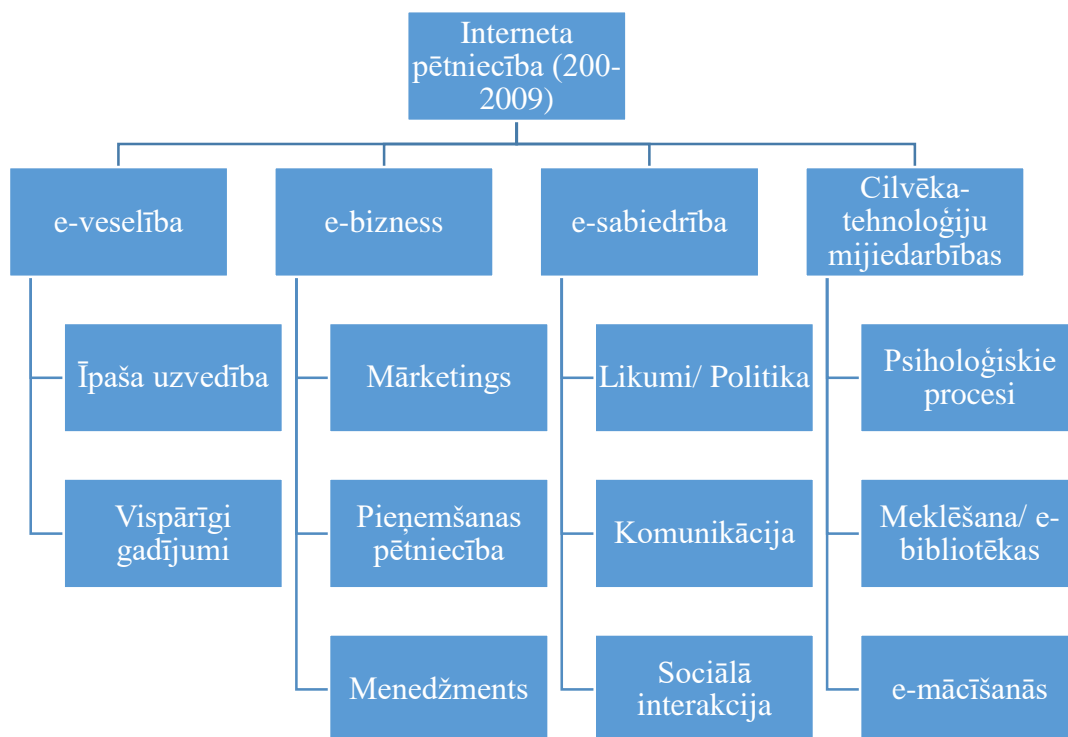 Interneta
pētniecība (200-
2009)
e-veselība
e-bizness
e-sabiedrība
Cilvēka-
tehnoloģiju
mijiedarbības
Īpaša uzvedība
Mārketings
Likumi/ Politika
Psiholoģiskie
procesi
Vispārīgi
gadījumi
Pieņemšanas
pētniecība
Komunikācija
Meklēšana/ e-
bibliotēkas
Menedžments
Sociālā
interakcija
e-mācīšanās